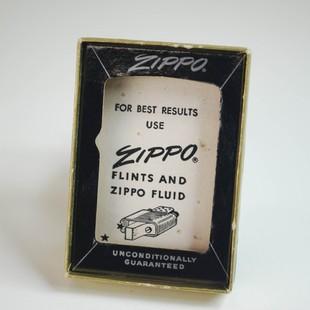 ZIPPO.
FOR BEST RESULTS
USE
ZIPPO®
FLINTS AND
ZIPPO FLUID
UNCONDITIONALLY
GUARANTEED